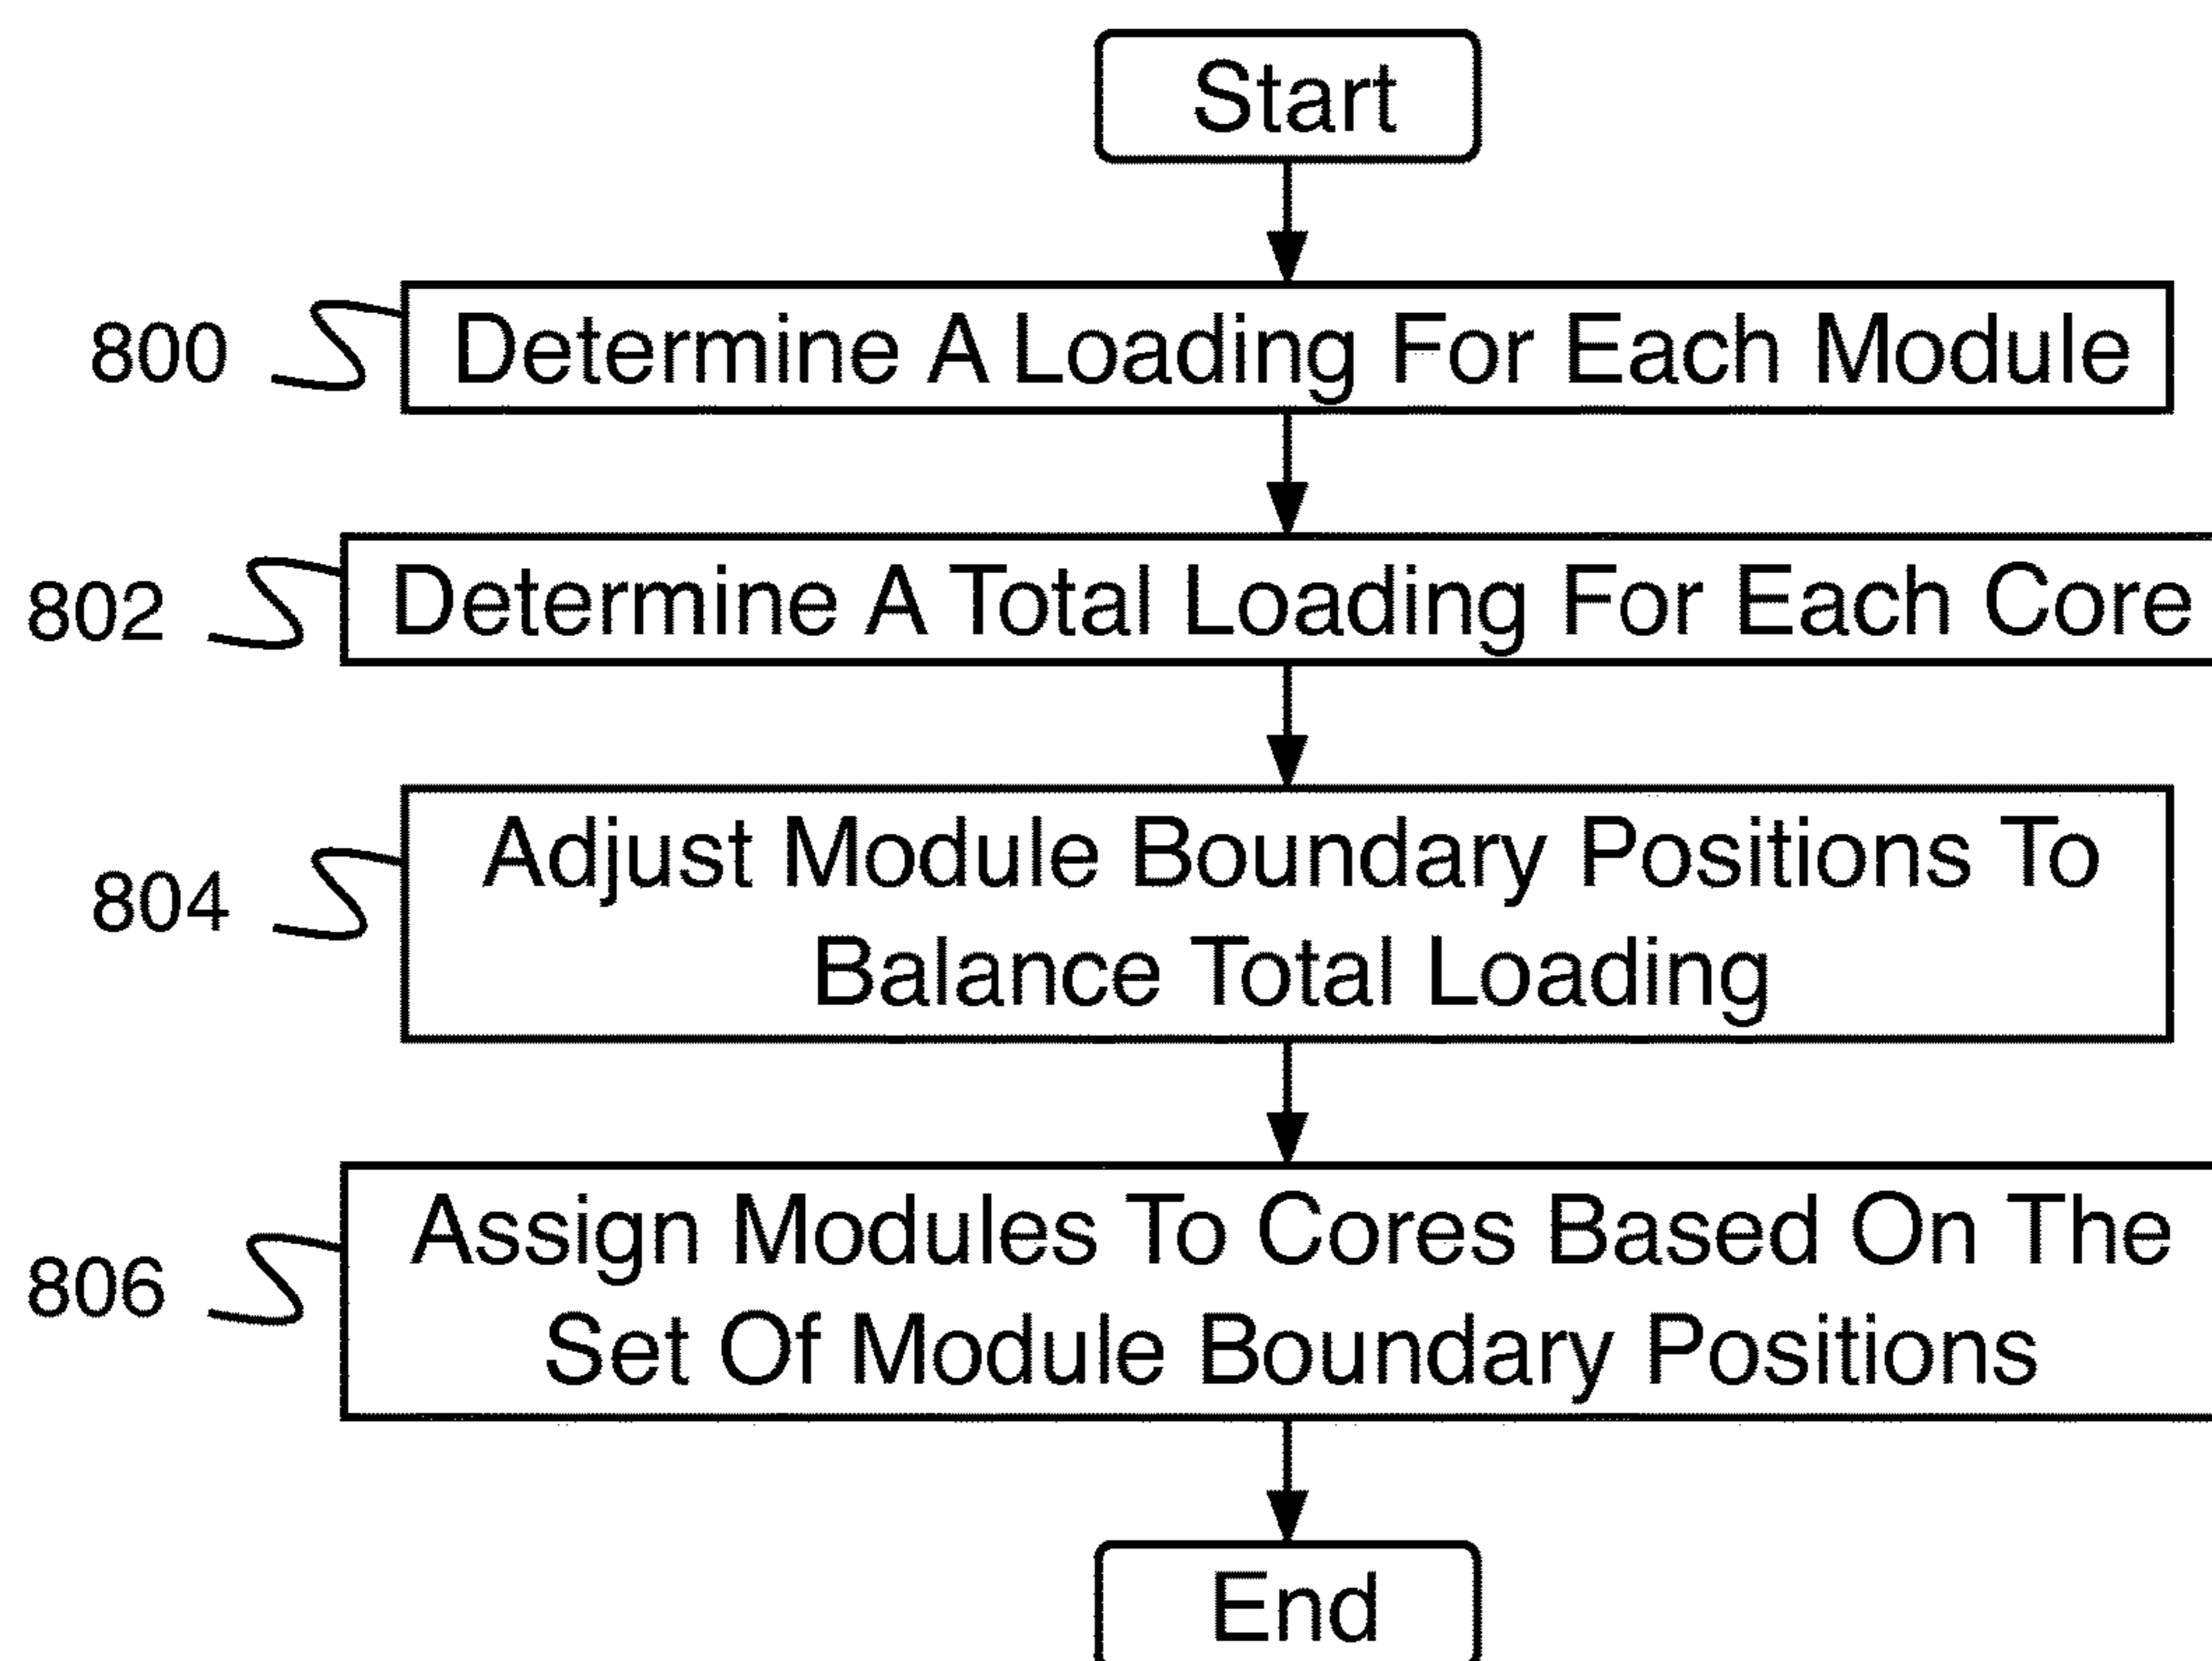 Start
800
Determine A Loading For Each Module
802
Determine A Total Loading For Each Core
804
Adjust Module Boundary Positions To
Balance Total Loading
806
Assign Modules To Cores Based On The
Set Of Module Boundary Positions
End